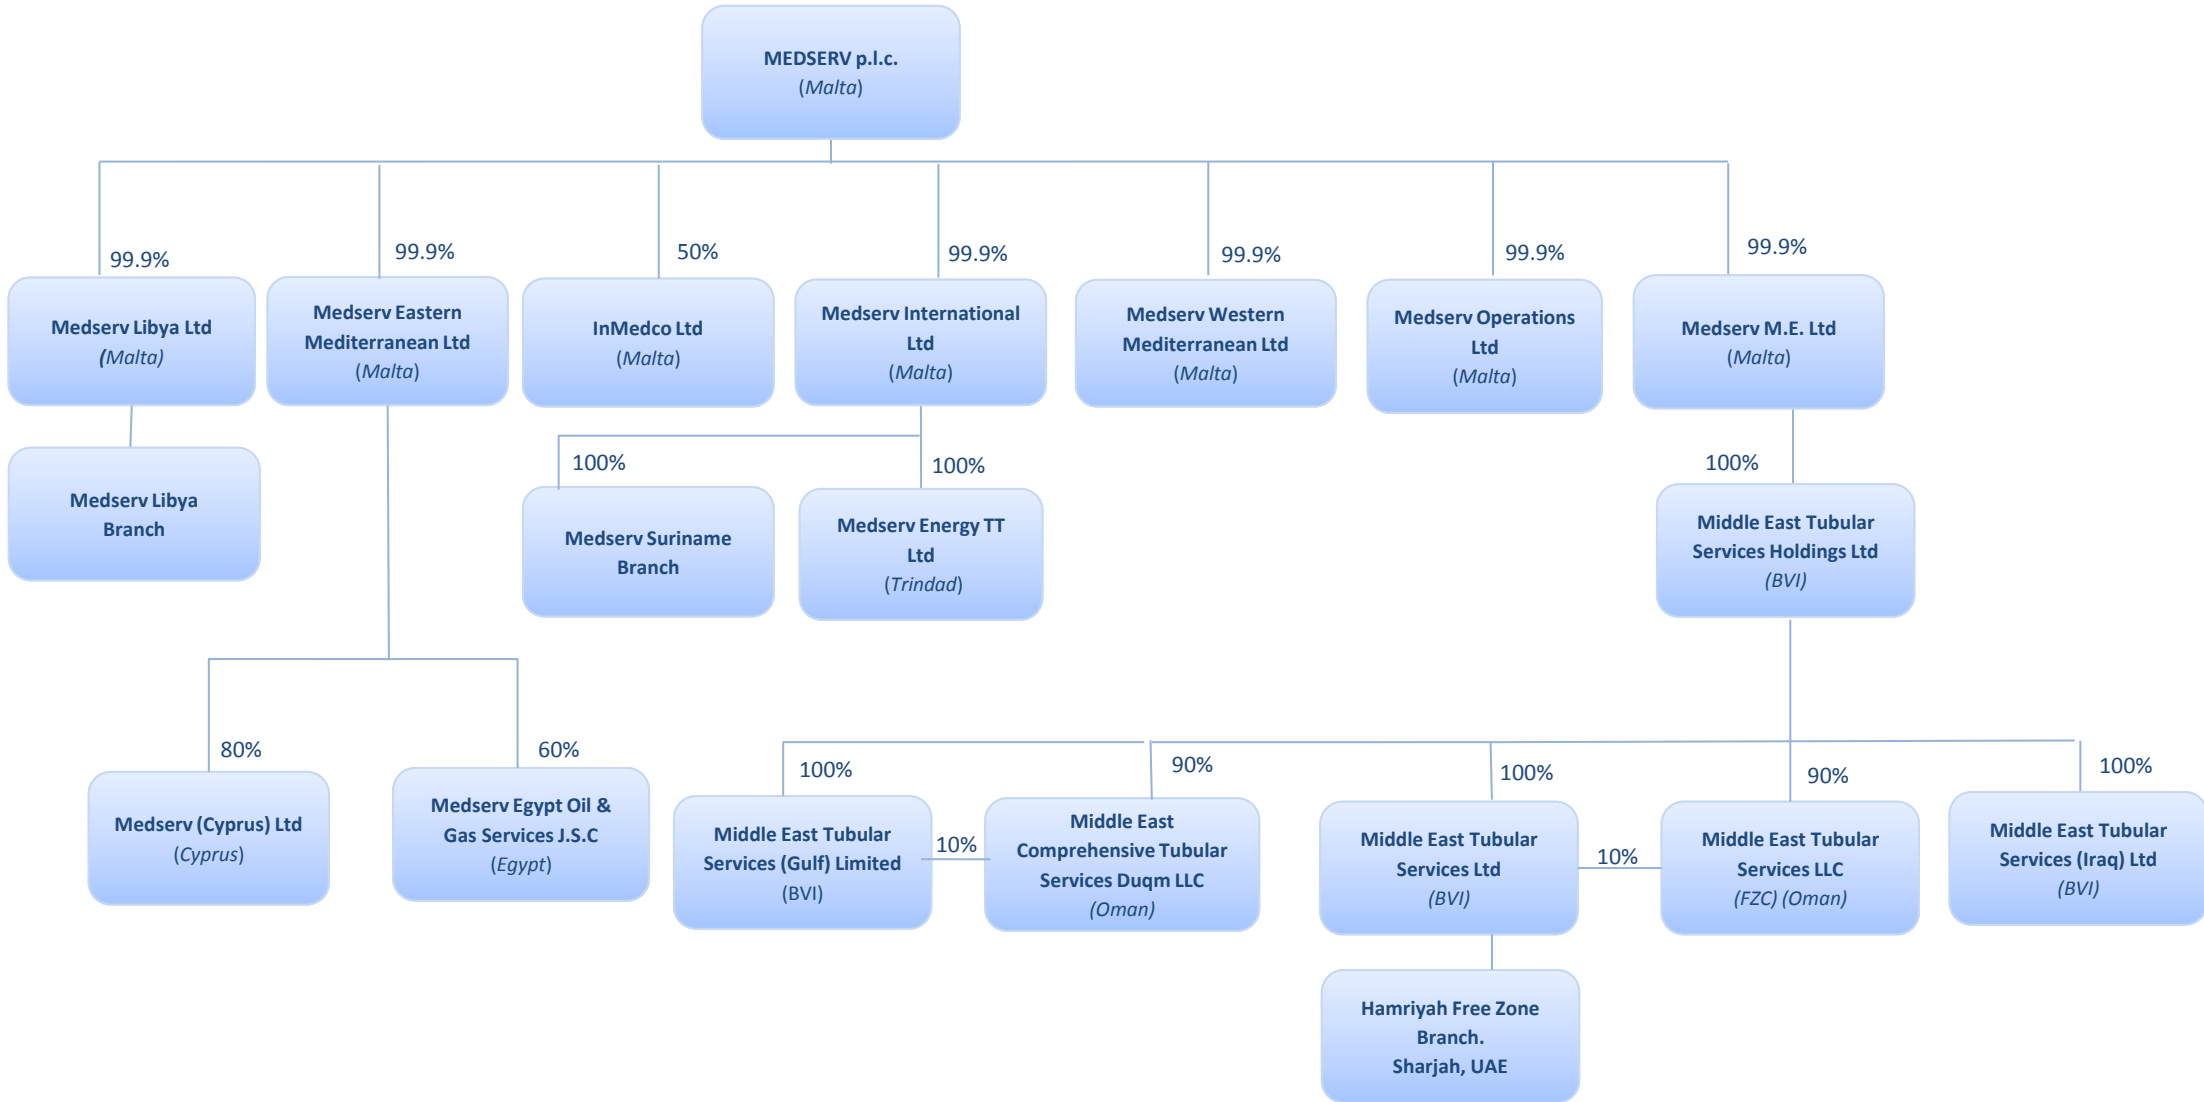 MEDSERV p.l.c.
(Malta)
99.9%
99.9%
50%
99.9%
99.9%
99.9%
99.9%
Medserv Libya Ltd
(Malta)
Medserv Eastern
Mediterranean Ltd
(Malta)
InMedco Ltd
(Malta)
Medserv International
Ltd
(Malta)
Medserv Western
Mediterranean Ltd
(Malta)
Medserv Operations
Ltd
(Malta)
Medserv M.E. Ltd
(Malta)
Medserv Libya
Branch
100%
Medserv Suriname
Branch
100%
Medserv Energy TT
Ltd
(Trindad)
100%
Middle East Tubular
Services Holdings Ltd
(BVI)
80%
Medserv (Cyprus) Ltd
(Cyprus)
60%
Medserv Egypt Oil &
Gas Services J.S.C
(Egypt)
100%
Middle East Tubular
Services (Gulf) Limited
(BVI)
10%
90%
Middle East
Comprehensive Tubular
Services Duqm LLC
(Oman)
100%
Middle East Tubular
Services Ltd
(BVI)
10%
90%
Middle East Tubular
Services LLC
(FZC) (Oman)
100%
Middle East Tubular
Services (Iraq) Ltd
(BVI)
Hamriyah Free Zone
Branch.
Sharjah, UAE